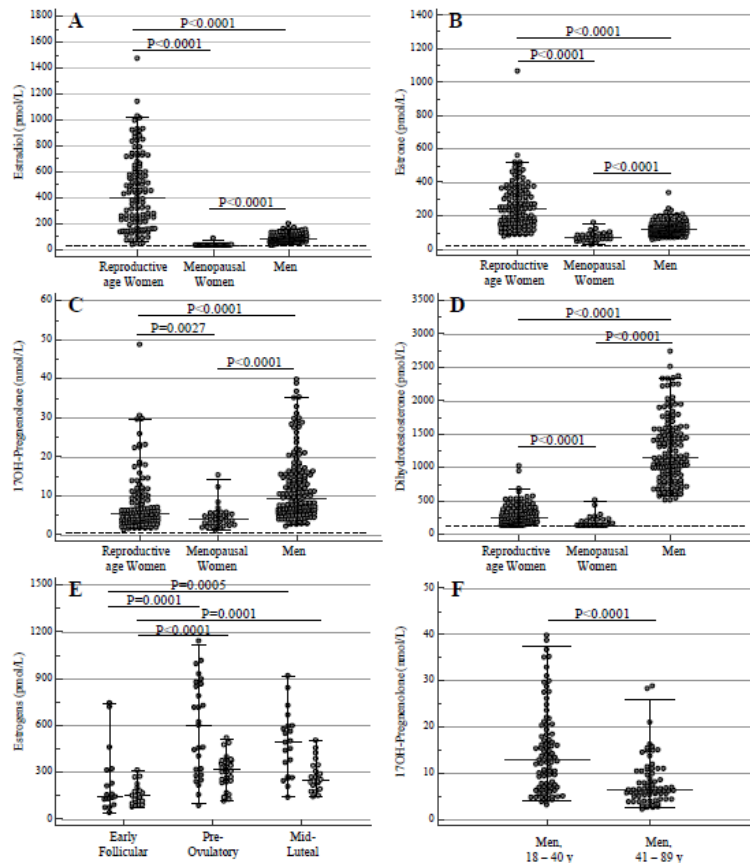 A
Estradiol (pmol/L)
1800
1600
1400
1200
1000
800
600
400
200
0
P<0.0001
P<0.0001
P<0.0001
Reproductive
age Women
Menopausal
Women
Men
B
Estrone (pmol/L)
1400
1200
1000
800
600
400
200
0
P<0.0001
P<0.0001
P<0.0001
Reproductive
age Women
Menopausal
Women
Men
C
17OH-Pregnenolone (nmol/L)
60
50
40
30
20
10
0
P<0.0001
P=0.0027
P<0.0001
Reproductive
age Women
Menopausal
Women
Men
D
Dihydrotestosterone (pmol/L)
3500
3000
2500
2000
1500
1000
500
0
P<0.0001
P<0.0001
P<0.0001
Reproductive
age Women
Menopausal
Women
Men
E
Estrogens (pmol/L)
1500
1200
900
600
300
0
P=0.0005
P=0.0001
P=0.0001
P<0.0001
Early
Follicular
Pre-
Ovulatory
Mid-
Luteal
F
17OH-Pregnenolone (nmol/L)
50
40
30
20
10
0
P<0.0001
Men,
18 – 40 y
Men,
41 – 89 y